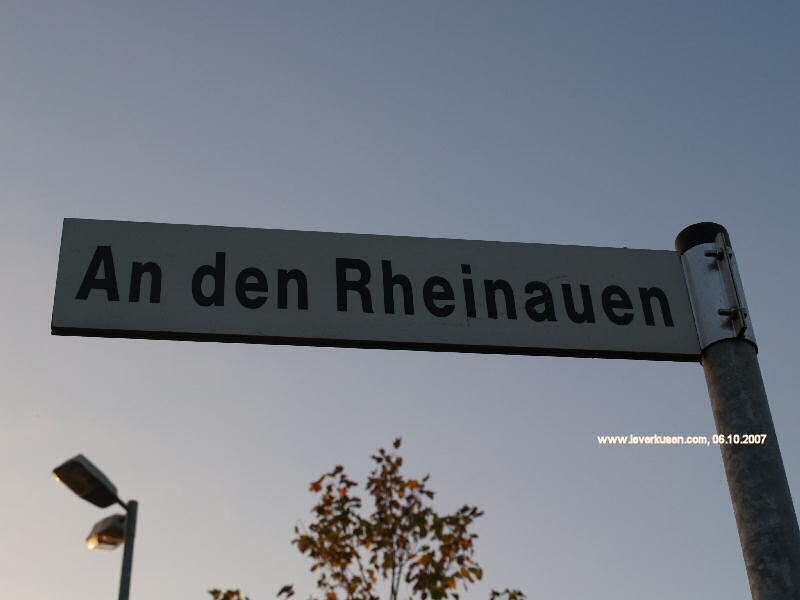 An den Rheinauen
www.leverkusen.com, 06.10.2007